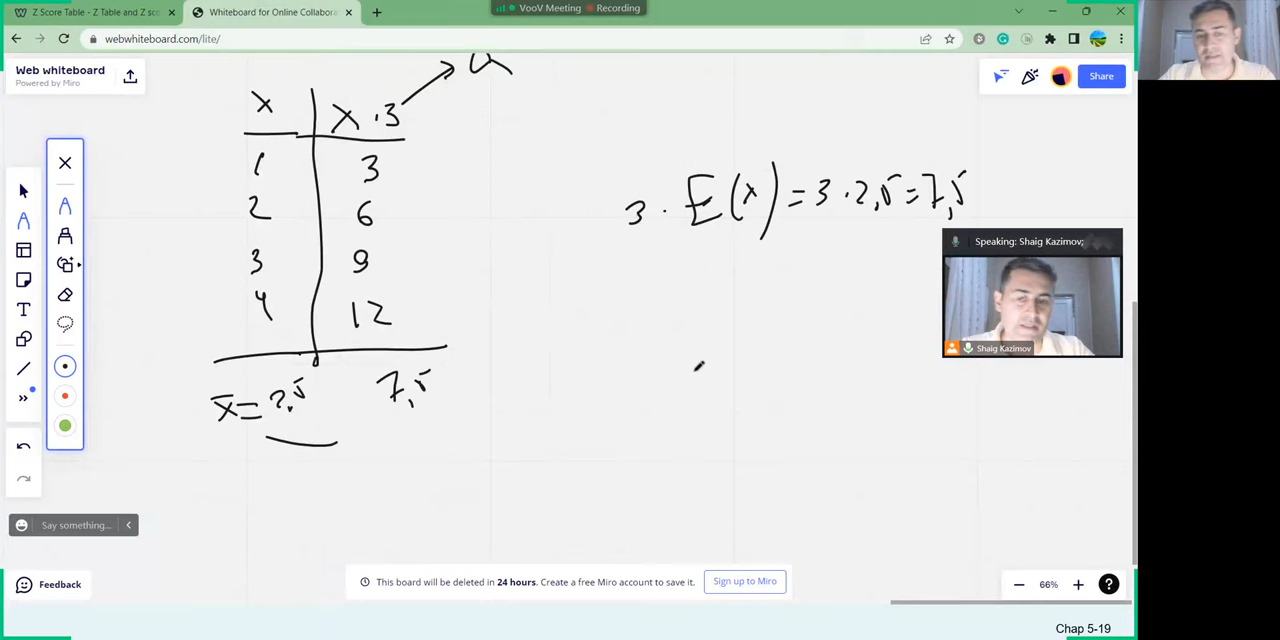 Z Score Table - Z Table and Z sco
Whiteboard for Online Collabora
VooV Meeting Recording
webwhiteboard.com/lite/
Web whiteboard
Powered by Miro
Share
x x · 3
1 3
2 6
3 9
4 12
x̄ = 2,5 7,5
3 · E(x) = 3 · 2,5 = 7,5
Speaking: Shaig Kazimov;
Shaig Kazimov
T
Say something...
Feedback
This board will be deleted in 24 hours. Create a free Miro account to save it.
Sign up to Miro
66%
?
Chap 5-19